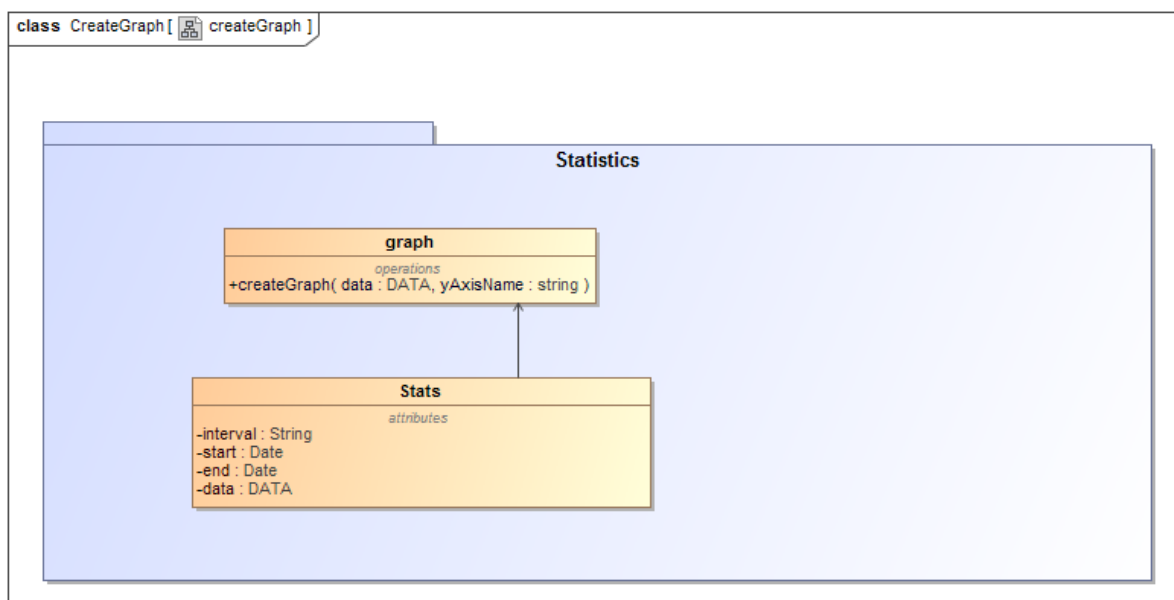 class CreateGraph [ createGraph ]
Statistics
graph
operations
+createGraph( data : DATA, yAxisName : string )
Stats
attributes
-interval : String
-start : Date
-end : Date
-data : DATA